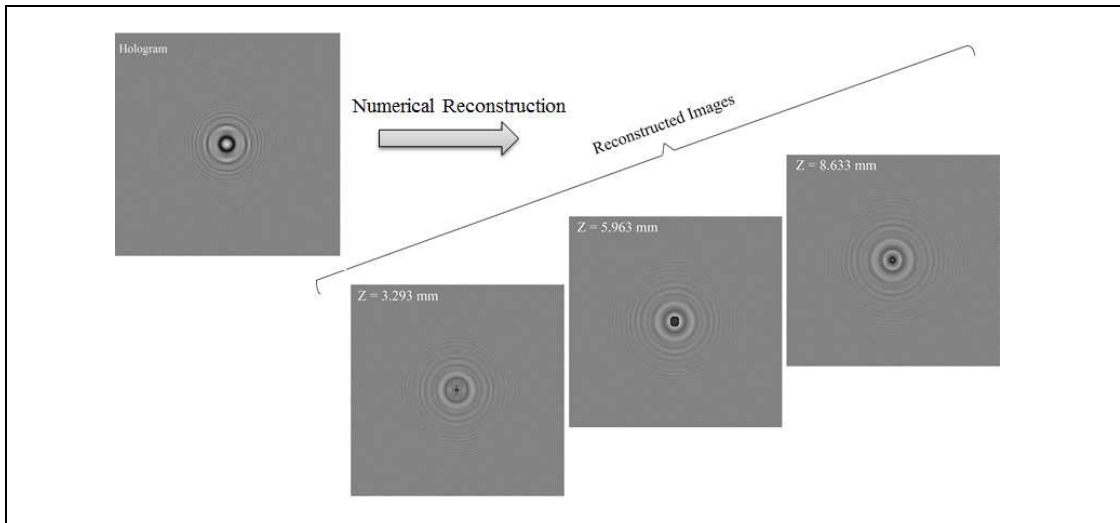 Hologram
Numerical Reconstruction
Reconstructed Images
Z = 3.293 mm
Z = 5.963 mm
Z = 8.633 mm